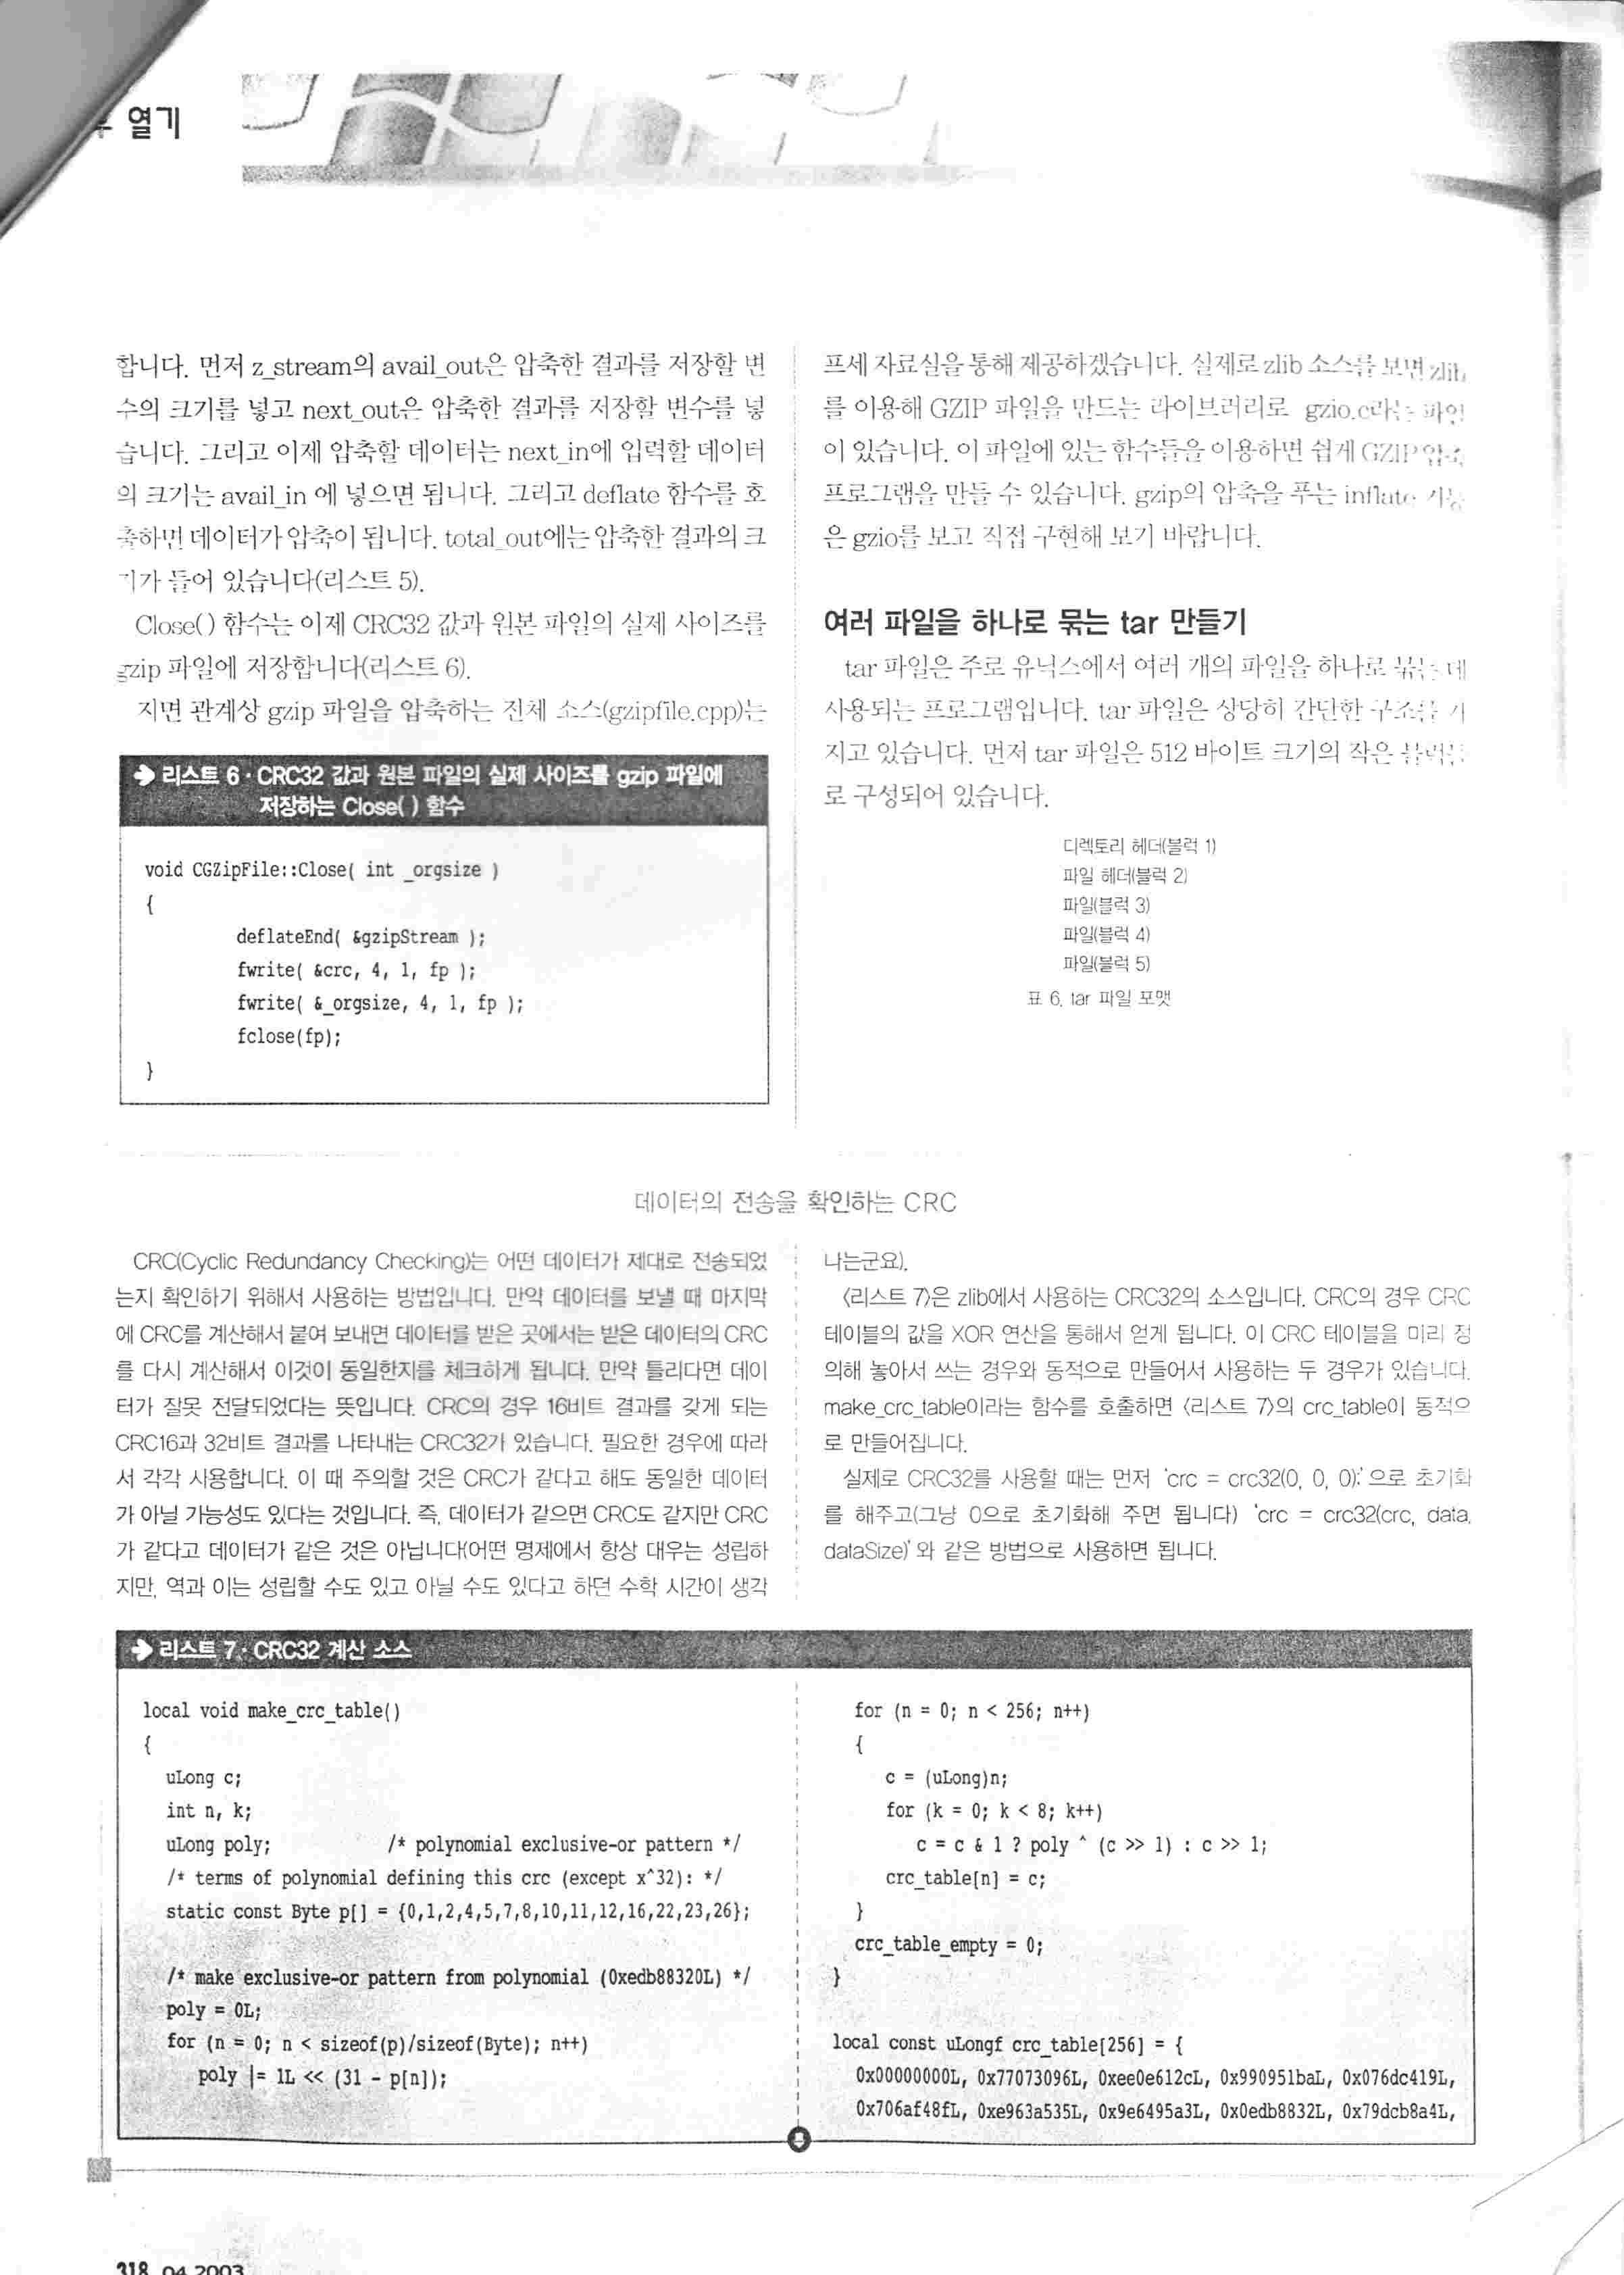 열기
합니다. 먼저 z_stream의 avail_out은 압축한 결과를 저장할 변
수의 크기를 넣고 next_out은 압축한 결과를 저장할 변수를 넣
습니다. 그리고 이제 압축할 데이터는 next_in에 입력할 데이터
의 크기는 avail_in 에 넣으면 됩니다. 그리고 deflate 함수를 호
출하면 데이터가 압축이 됩니다. total_out에는 압축한 결과의 크
기가 들어 있습니다(리스트 5).
Close() 함수는 이제 CRC32 값과 원본 파일의 실제 사이즈를
gzip 파일에 저장합니다(리스트 6).
지면 관계상 gzip 파일을 압축하는 전체 소스(gzipfile.cpp)는
리스트 6 · CRC32 값과 원본 파일의 실제 사이즈를 gzip 파일에
저장하는 Close( ) 함수
void CGZipFile::Close( int _orgsize )
{
deflateEnd( &gzipStream );
fwrite( &crc, 4, 1, fp );
fwrite( &_orgsize, 4, 1, fp );
fclose(fp);
}
프세 자료실을 통해 제공하겠습니다. 실제로 zlib 소스를 보면 zlib
를 이용해 GZIP 파일을 만드는 라이브러리로 gzio.c라는 파일
이 있습니다. 이 파일에 있는 함수들을 이용하면 쉽게 GZIP 압축
프로그램을 만들 수 있습니다. gzip의 압축을 푸는 inflate 기능
은 gzio를 보고 직접 구현해 보기 바랍니다.
여러 파일을 하나로 묶는 tar 만들기
tar 파일은 주로 유닉스에서 여러 개의 파일을 하나로 묶는 데
사용되는 프로그램입니다. tar 파일은 상당히 간단한 구조를 가
지고 있습니다. 먼저 tar 파일은 512 바이트 크기의 작은
로 구성되어 있습니다.
디렉토리 헤더(블럭 1)
파일 헤더(블럭 2)
파일(블럭 3)
파일(블럭 4)
파일(블럭 5)
표 6. tar 파일 포맷
데이터의 전송을 확인하는 CRC
CRC(Cyclic Redundancy Checking)는 어떤 데이터가 제대로 전송되었
는지 확인하기 위해서 사용하는 방법입니다. 만약 데이터를 보낼 때 마지막
에 CRC를 계산해서 붙여 보내면 데이터를 받은 곳에서는 받은 데이터의 CRC
를 다시 계산해서 이것이 동일한지를 체크하게 됩니다. 만약 틀리다면 데이
터가 잘못 전달되었다는 뜻입니다. CRC의 경우 16비트 결과를 갖게 되는
CRC16과 32비트 결과를 나타내는 CRC32가 있습니다. 필요한 경우에 따라
서 각각 사용합니다. 이 때 주의할 것은 CRC가 같다고 해도 동일한 데이터
가 아닐 가능성도 있다는 것입니다. 즉, 데이터가 같으면 CRC도 같지만 CRC
가 같다고 데이터가 같은 것은 아닙니다(어떤 명제에서 항상 대우는 성립하
지만, 역과 이는 성립할 수도 있고 아닐 수도 있다고 하던 수학 시간이 생각
나는군요).
〈리스트 7〉은 zlib에서 사용하는 CRC32의 소스입니다. CRC의 경우 CRC
테이블의 값을 XOR 연산을 통해서 얻게 됩니다. 이 CRC 테이블을 미리 정
의해 놓아서 쓰는 경우와 동적으로 만들어서 사용하는 두 경우가 있습니다.
make_crc_table이라는 함수를 호출하면 〈리스트 7〉의 crc_table이 동적으
로 만들어집니다.
실제로 CRC32를 사용할 때는 먼저 'crc = crc32(0, 0, 0);'으로 초기화
를 해주고(그냥 0으로 초기화해 주면 됩니다) 'crc = crc32(crc, data,
dataSize)'와 같은 방법으로 사용하면 됩니다.
리스트 7 · CRC32 계산 소스
local void make_crc_table()
{
uLong c;
int n, k;
uLong poly; /* polynomial exclusive-or pattern */
/* terms of polynomial defining this crc (except x^32): */
static const Byte p[] = {0,1,2,4,5,7,8,10,11,12,16,22,23,26};
/* make exclusive-or pattern from polynomial (0xedb88320L) */
poly = 0L;
for (n = 0; n < sizeof(p)/sizeof(Byte); n++)
poly |= 1L << (31 - p[n]);
for (n = 0; n < 256; n++)
{
c = (uLong)n;
for (k = 0; k < 8; k++)
c = c & 1 ? poly ^ (c >> 1) : c >> 1;
crc_table[n] = c;
}
crc_table_empty = 0;
}
local const uLongf crc_table[256] = {
0x00000000L, 0x77073096L, 0xee0e612cL, 0x990951baL, 0x076dc419L,
0x706af48fL, 0xe963a535L, 0x9e6495a3L, 0x0edb8832L, 0x79dcb8a4L,
318 04.2003